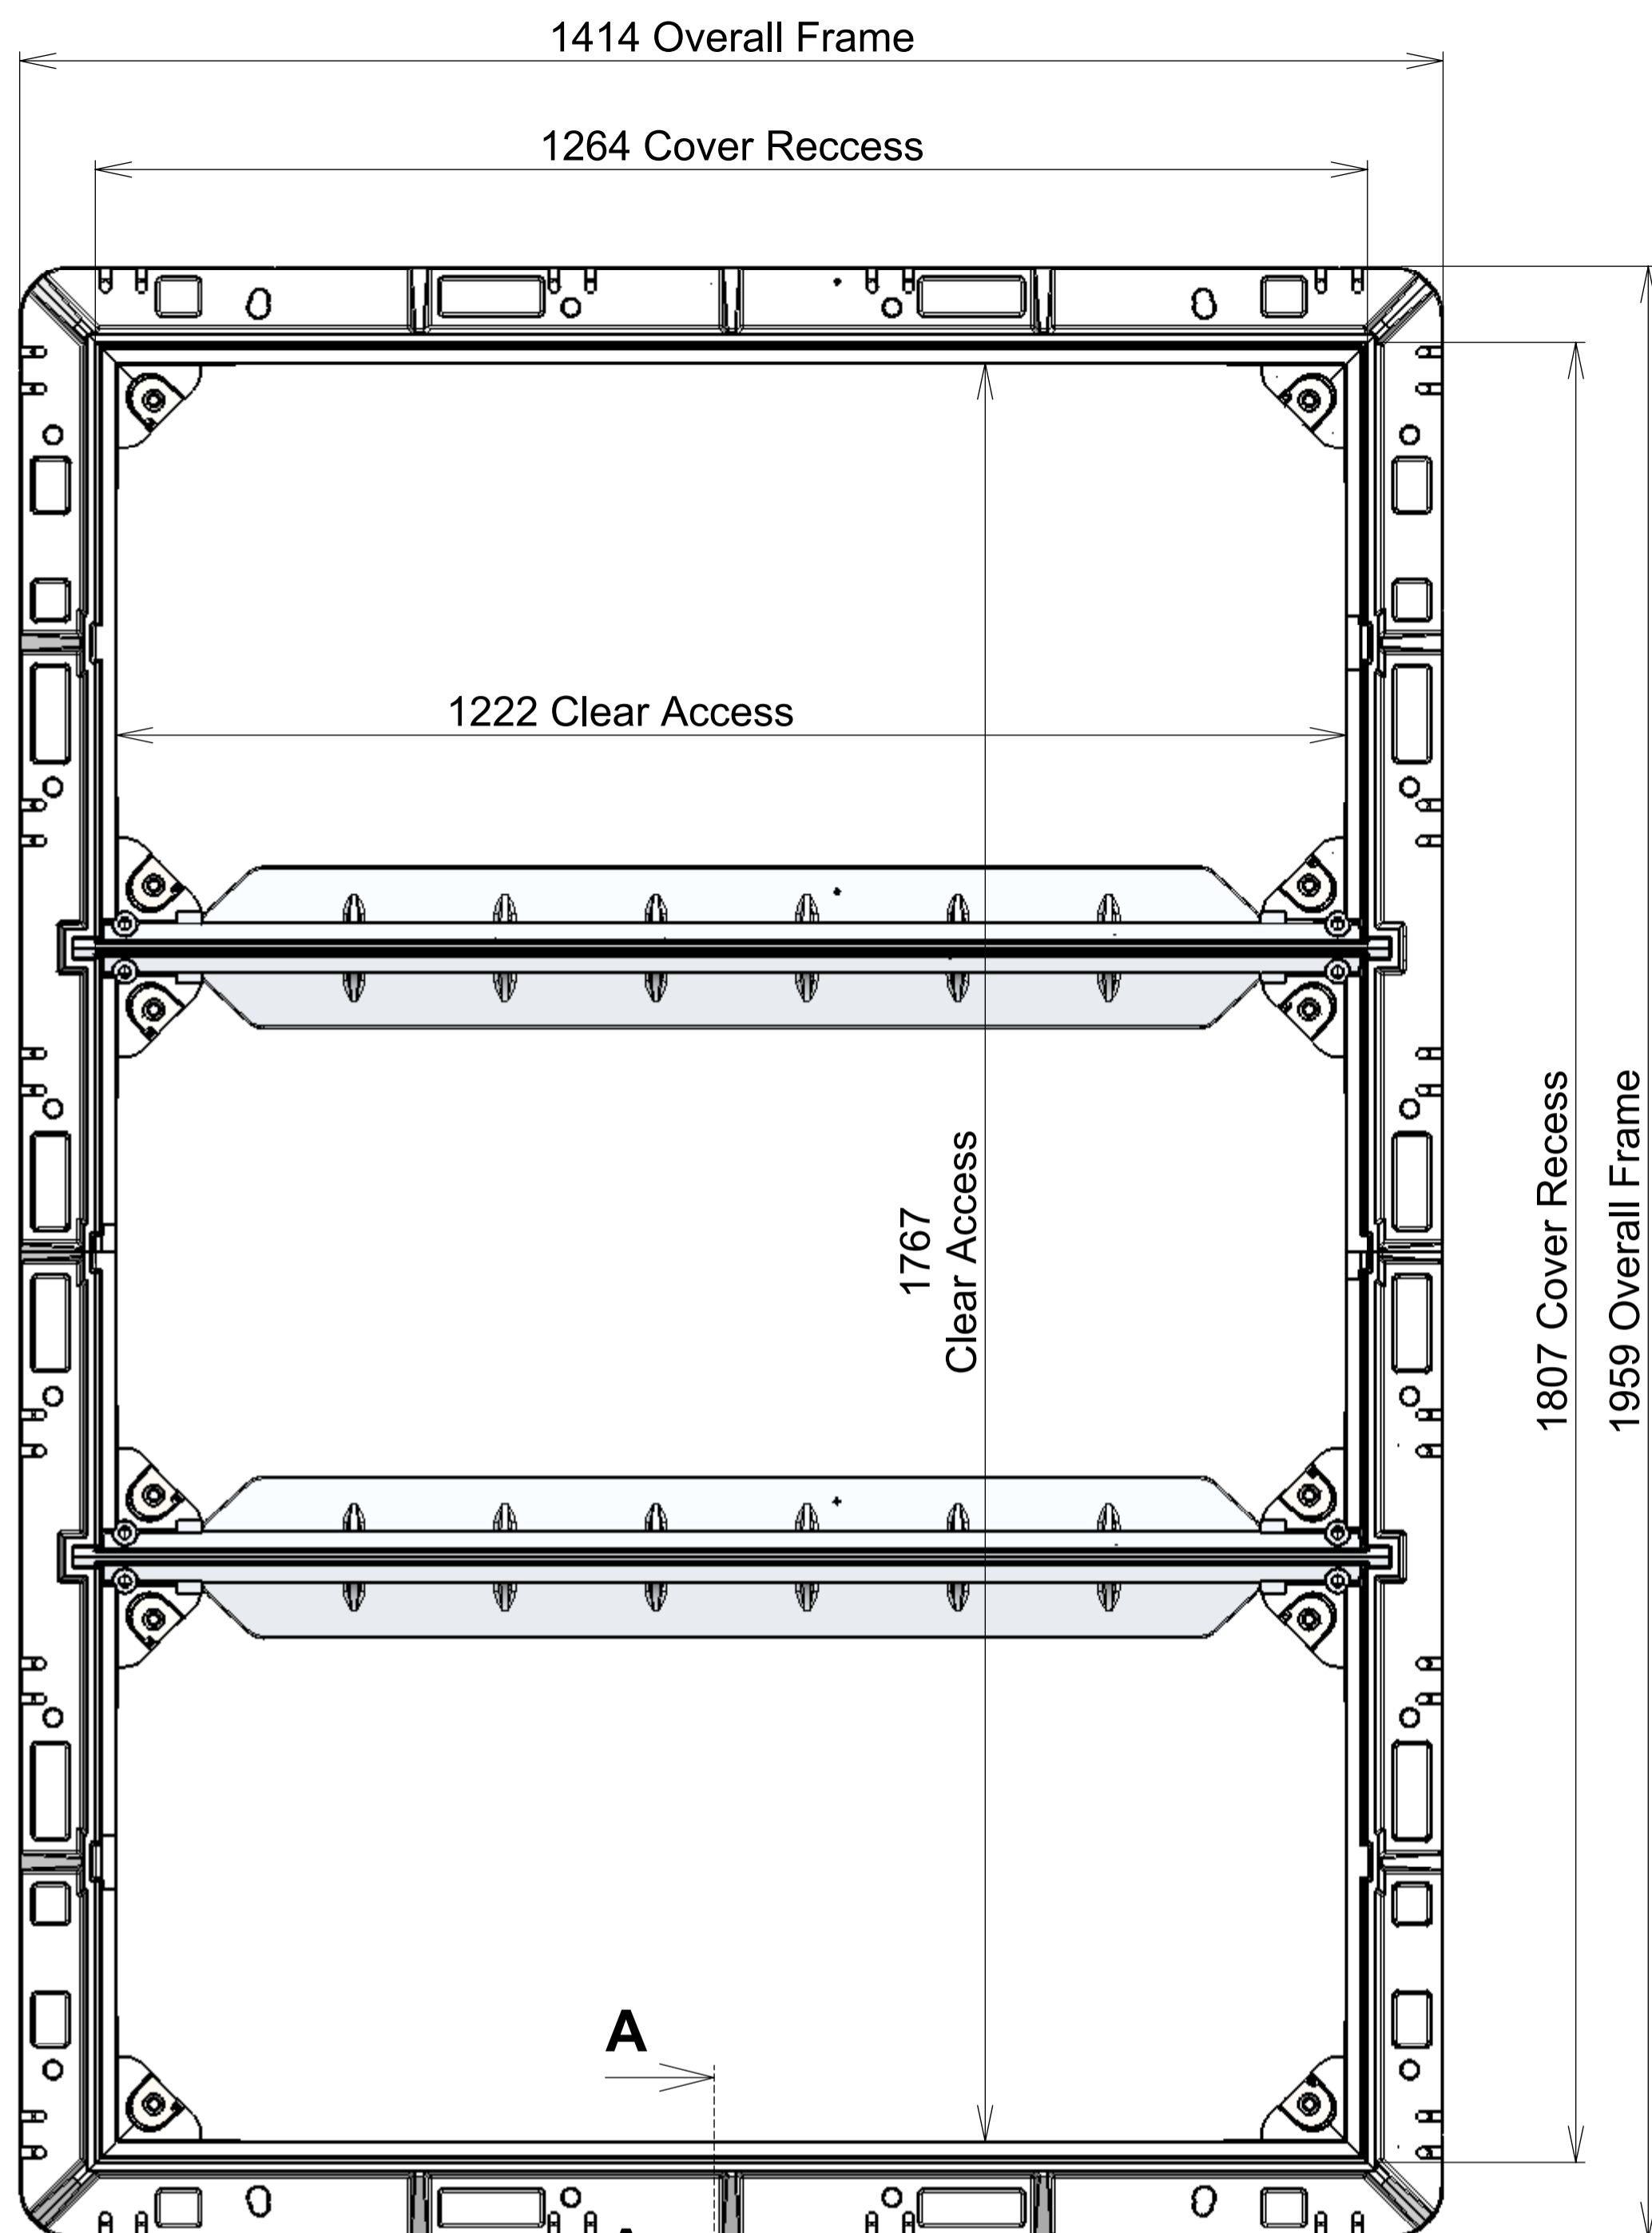 1414 Overall Frame
1264 Cover Reccess
1222 Clear Access
1767
Clear Access
1807 Cover Recess
1959 Overall Frame
A